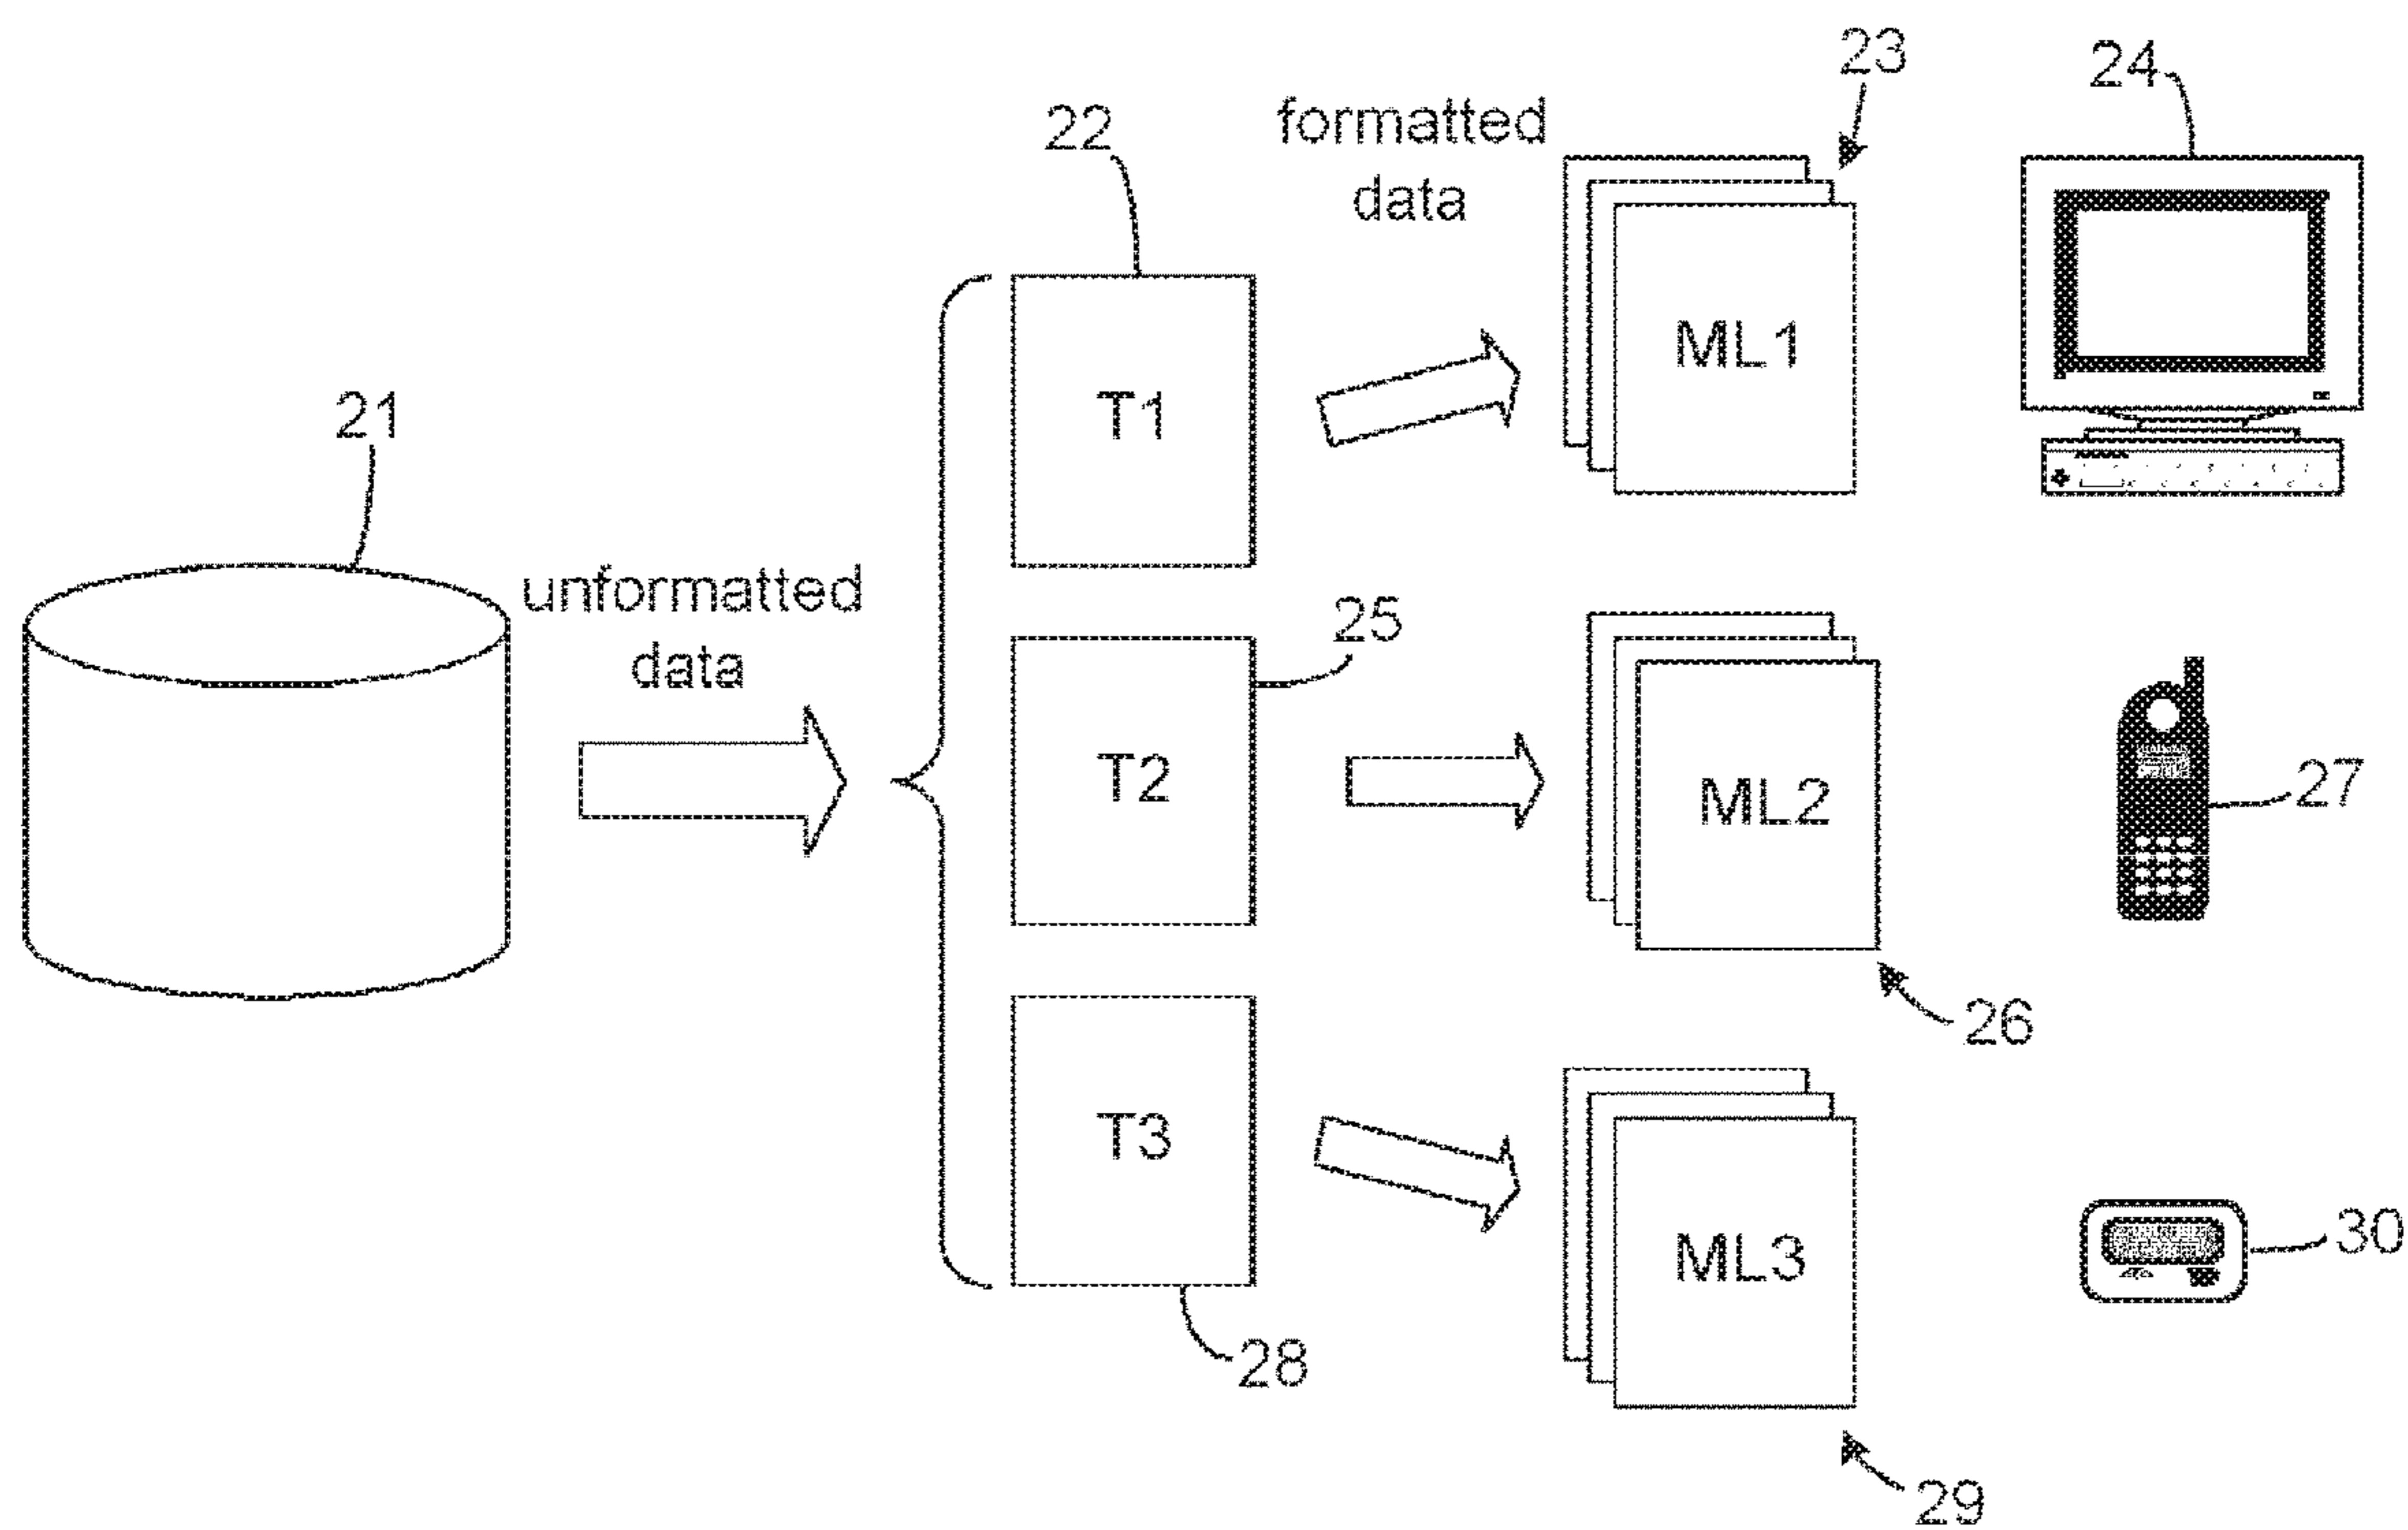 23
24
22
formatted
data
ML1
T1
21
unformatted
data
25
T2
ML2
27
26
T3
ML3
30
28
29